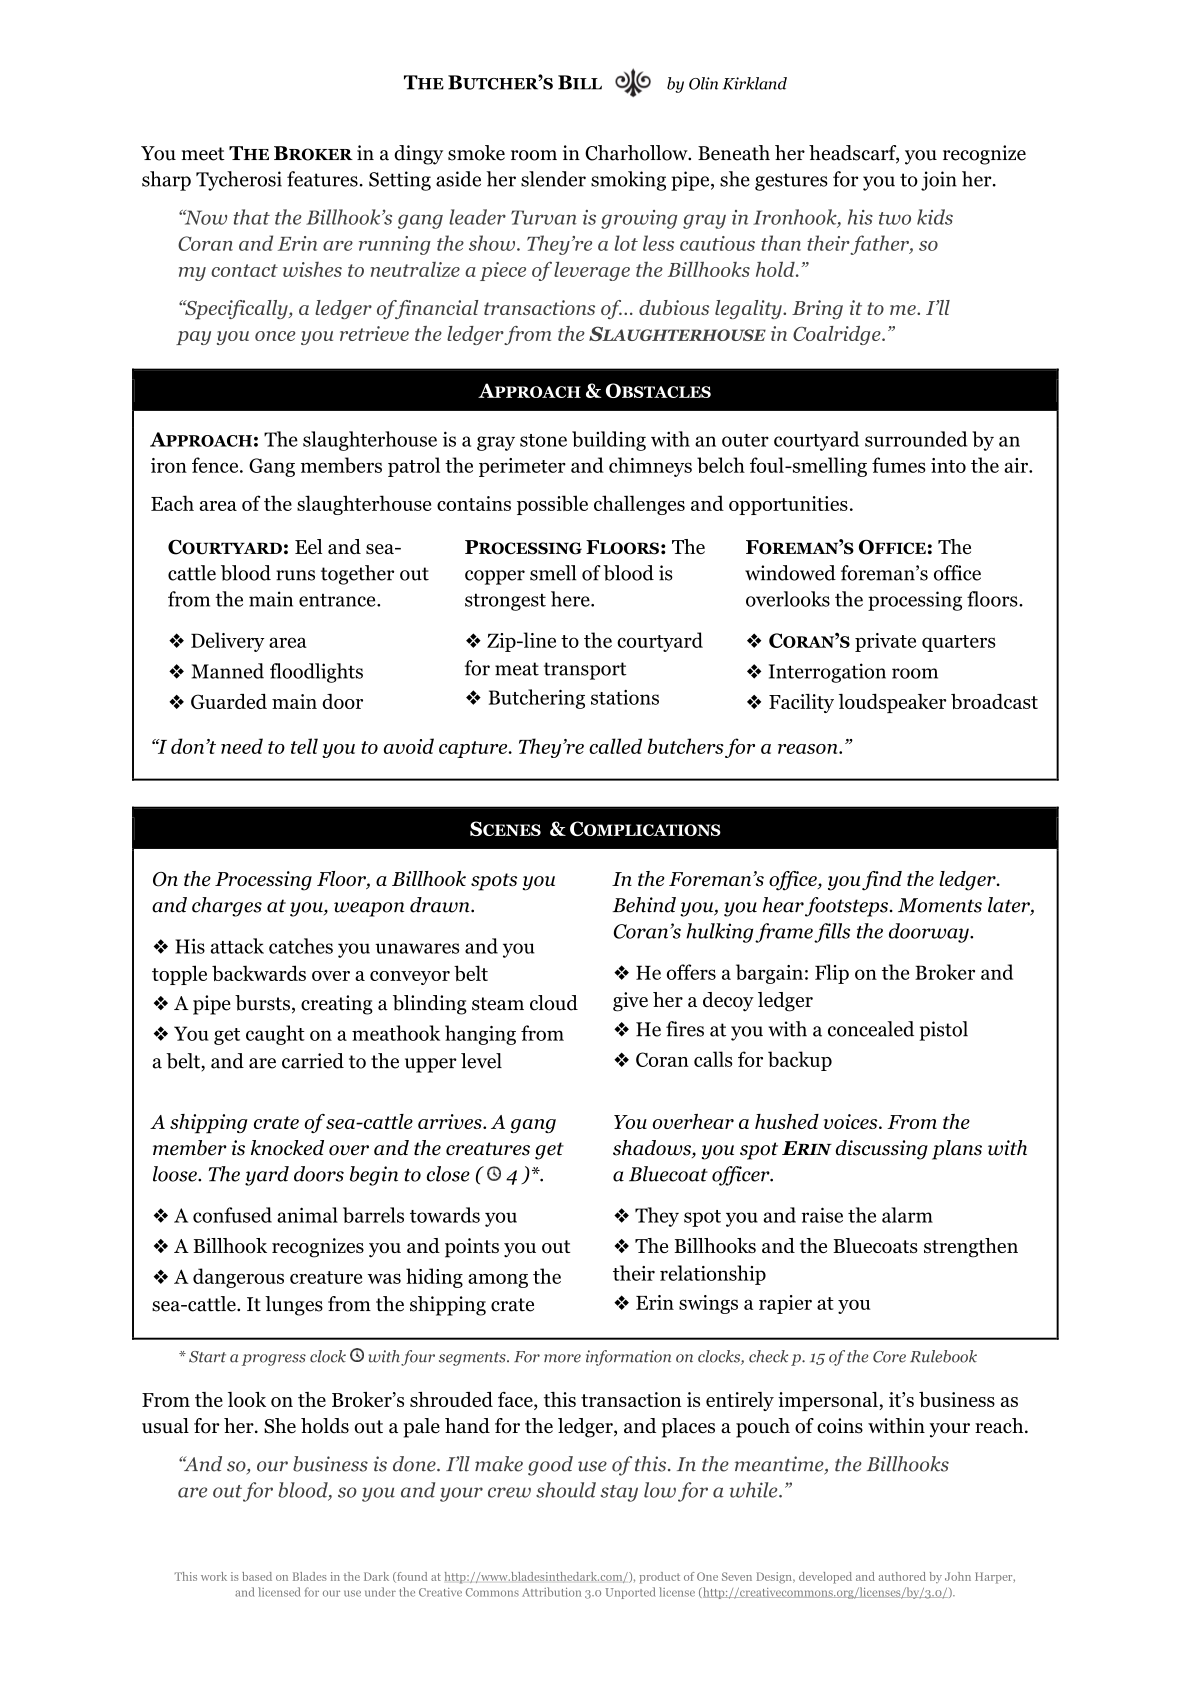 THE BUTCHER'S BILL by Olin Kirkland
You meet THE BROKER in a dingy smoke room in Charhollow. Beneath her headscarf, you recognize
sharp Tycherosi features. Setting aside her slender smoking pipe, she gestures for you to join her.
“Now that the Billhook’s gang leader Turvan is growing gray in Ironhook, his two kids
Coran and Erin are running the show. They’re a lot less cautious than their father, so
my contact wishes to neutralize a piece of leverage the Billhooks hold.”
“Specifically, a ledger of financial transactions of... dubious legality. Bring it to me. I’ll
pay you once you retrieve the ledger from the SLAUGHTERHOUSE in Coalridge.”
APPROACH & OBSTACLES
APPROACH: The slaughterhouse is a gray stone building with an outer courtyard surrounded by an
iron fence. Gang members patrol the perimeter and chimneys belch foul-smelling fumes into the air.
Each area of the slaughterhouse contains possible challenges and opportunities.
COURTYARD: Eel and sea-
cattle blood runs together out
from the main entrance.
❖ Delivery area
❖ Manned floodlights
❖ Guarded main door
PROCESSING FLOORS: The
copper smell of blood is
strongest here.
❖ Zip-line to the courtyard
for meat transport
❖ Butchering stations
FOREMAN’S OFFICE: The
windowed foreman’s office
overlooks the processing floors.
❖ CORAN’S private quarters
❖ Interrogation room
❖ Facility loudspeaker broadcast
“I don’t need to tell you to avoid capture. They’re called butchers for a reason.”
SCENES & COMPLICATIONS
On the Processing Floor, a Billhook spots you
and charges at you, weapon drawn.
❖ His attack catches you unawares and you
topple backwards over a conveyor belt
❖ A pipe bursts, creating a blinding steam cloud
❖ You get caught on a meathook hanging from
a belt, and are carried to the upper level
In the Foreman’s office, you find the ledger.
Behind you, you hear footsteps. Moments later,
Coran’s hulking frame fills the doorway.
❖ He offers a bargain: Flip on the Broker and
give her a decoy ledger
❖ He fires at you with a concealed pistol
❖ Coran calls for backup
A shipping crate of sea-cattle arrives. A gang
member is knocked over and the creatures get
loose. The yard doors begin to close ( 4 )*.
❖ A confused animal barrels towards you
❖ A Billhook recognizes you and points you out
❖ A dangerous creature was hiding among the
sea-cattle. It lunges from the shipping crate
You overhear a hushed voices. From the
shadows, you spot ERIN discussing plans with
a Bluecoat officer.
❖ They spot you and raise the alarm
❖ The Billhooks and the Bluecoats strengthen
their relationship
❖ Erin swings a rapier at you
* Start a progress clock with four segments. For more information on clocks, check p. 15 of the Core Rulebook
From the look on the Broker’s shrouded face, this transaction is entirely impersonal, it’s business as
usual for her. She holds out a pale hand for the ledger, and places a pouch of coins within your reach.
“And so, our business is done. I’ll make good use of this. In the meantime, the Billhooks
are out for blood, so you and your crew should stay low for a while.”
This work is based on Blades in the Dark (found at http://www.bladesinthedark.com/), product of One Seven Design, developed and authored by John Harper,
and licensed for our use under the Creative Commons Attribution 3.0 Unported license (http://creativecommons.org/licenses/by/3.0/).